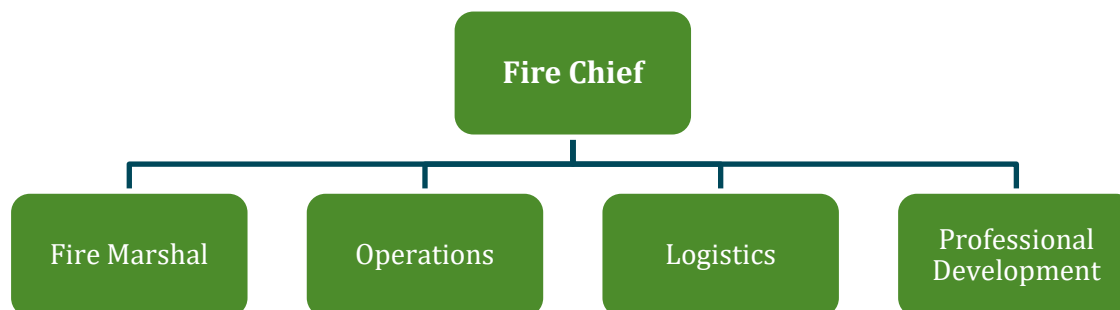 Fire Chief
Fire Marshal
Operations
Logistics
Professional
Development